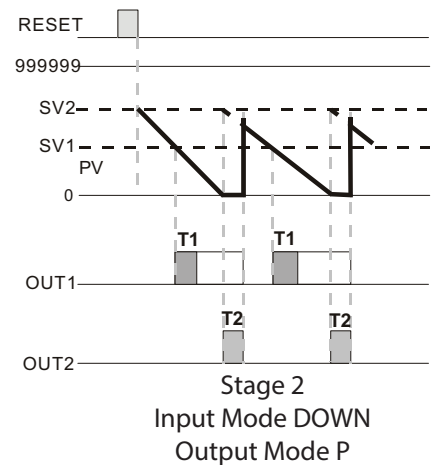 RESET
999999
SV2
SV1
PV
0
T1 T1
OUT1
T2 T2
OUT2
Stage 2
Input Mode DOWN
Output Mode P